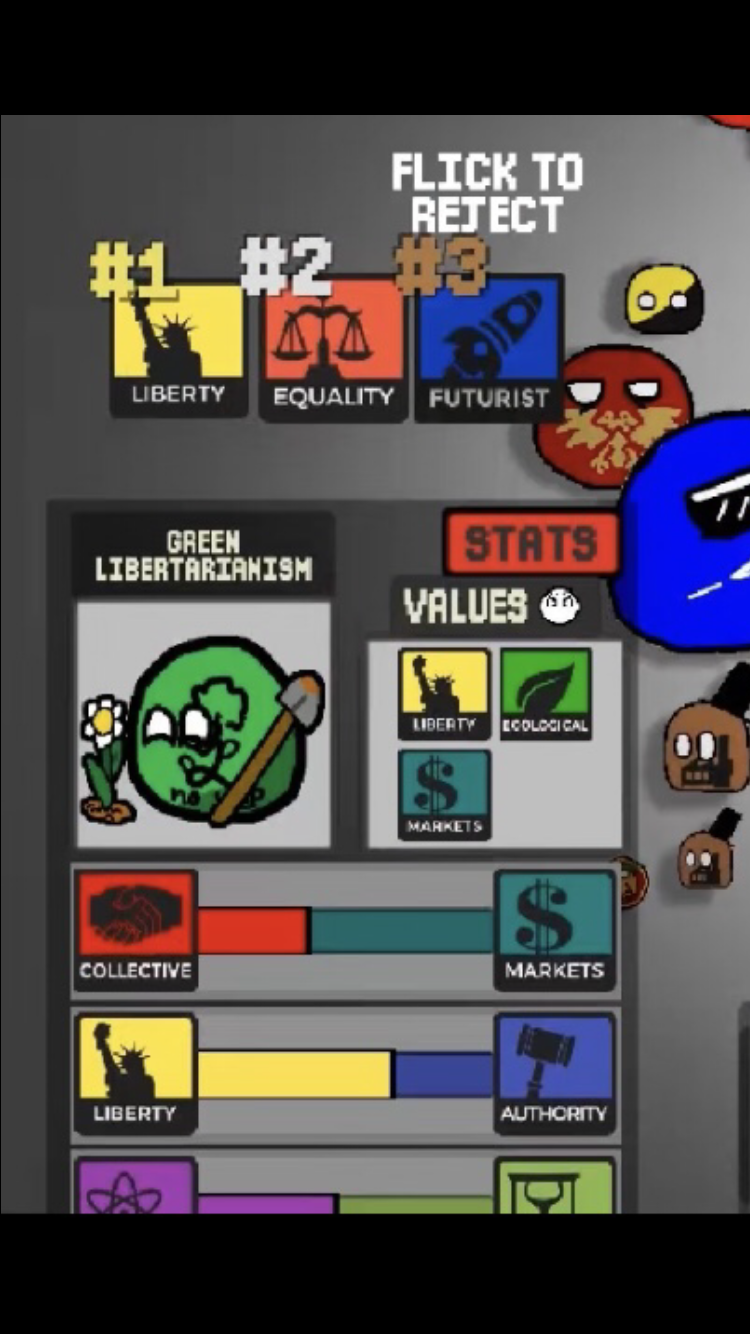 FLICK TO
REJECT
#1 #2 #3
LIBERTY EQUALITY FUTURIST
GREEN
LIBERTARIANISM
STATS
VALUES
LIBERTY ECOLOGICAL
$
MARKETS
no
$
COLLECTIVE MARKETS
LIBERTY AUTHORITY